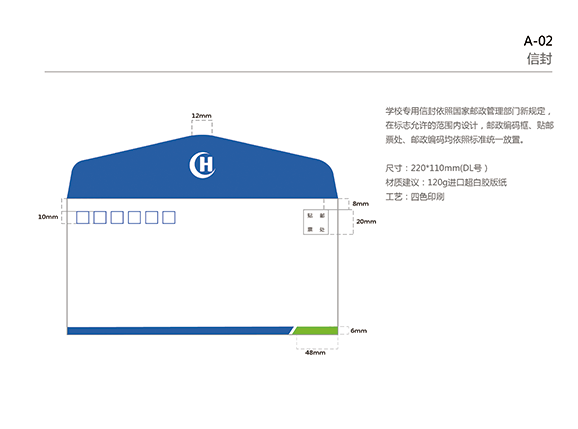 A-02
信封
学校专用信封依照国家邮政管理部门新规定，
在标志允许的范围内设计，邮政编码框、贴邮
票处、邮政编码均依照标准统一放置。
尺寸：220*110mm(DL号）
材质建议：120g进口超白胶版纸
工艺：四色印刷
12mm
CH
8mm
10mm
贴 邮
票 处
20mm
6mm
48mm